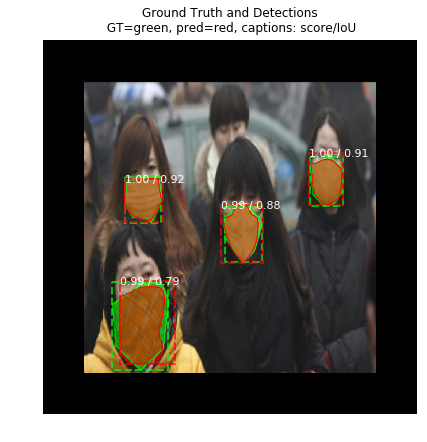 Ground Truth and Detections
GT=green, pred=red, captions: score/IoU
1.00 / 0.91
1.00 / 0.92
0.99 / 0.88
0.99 / 0.79